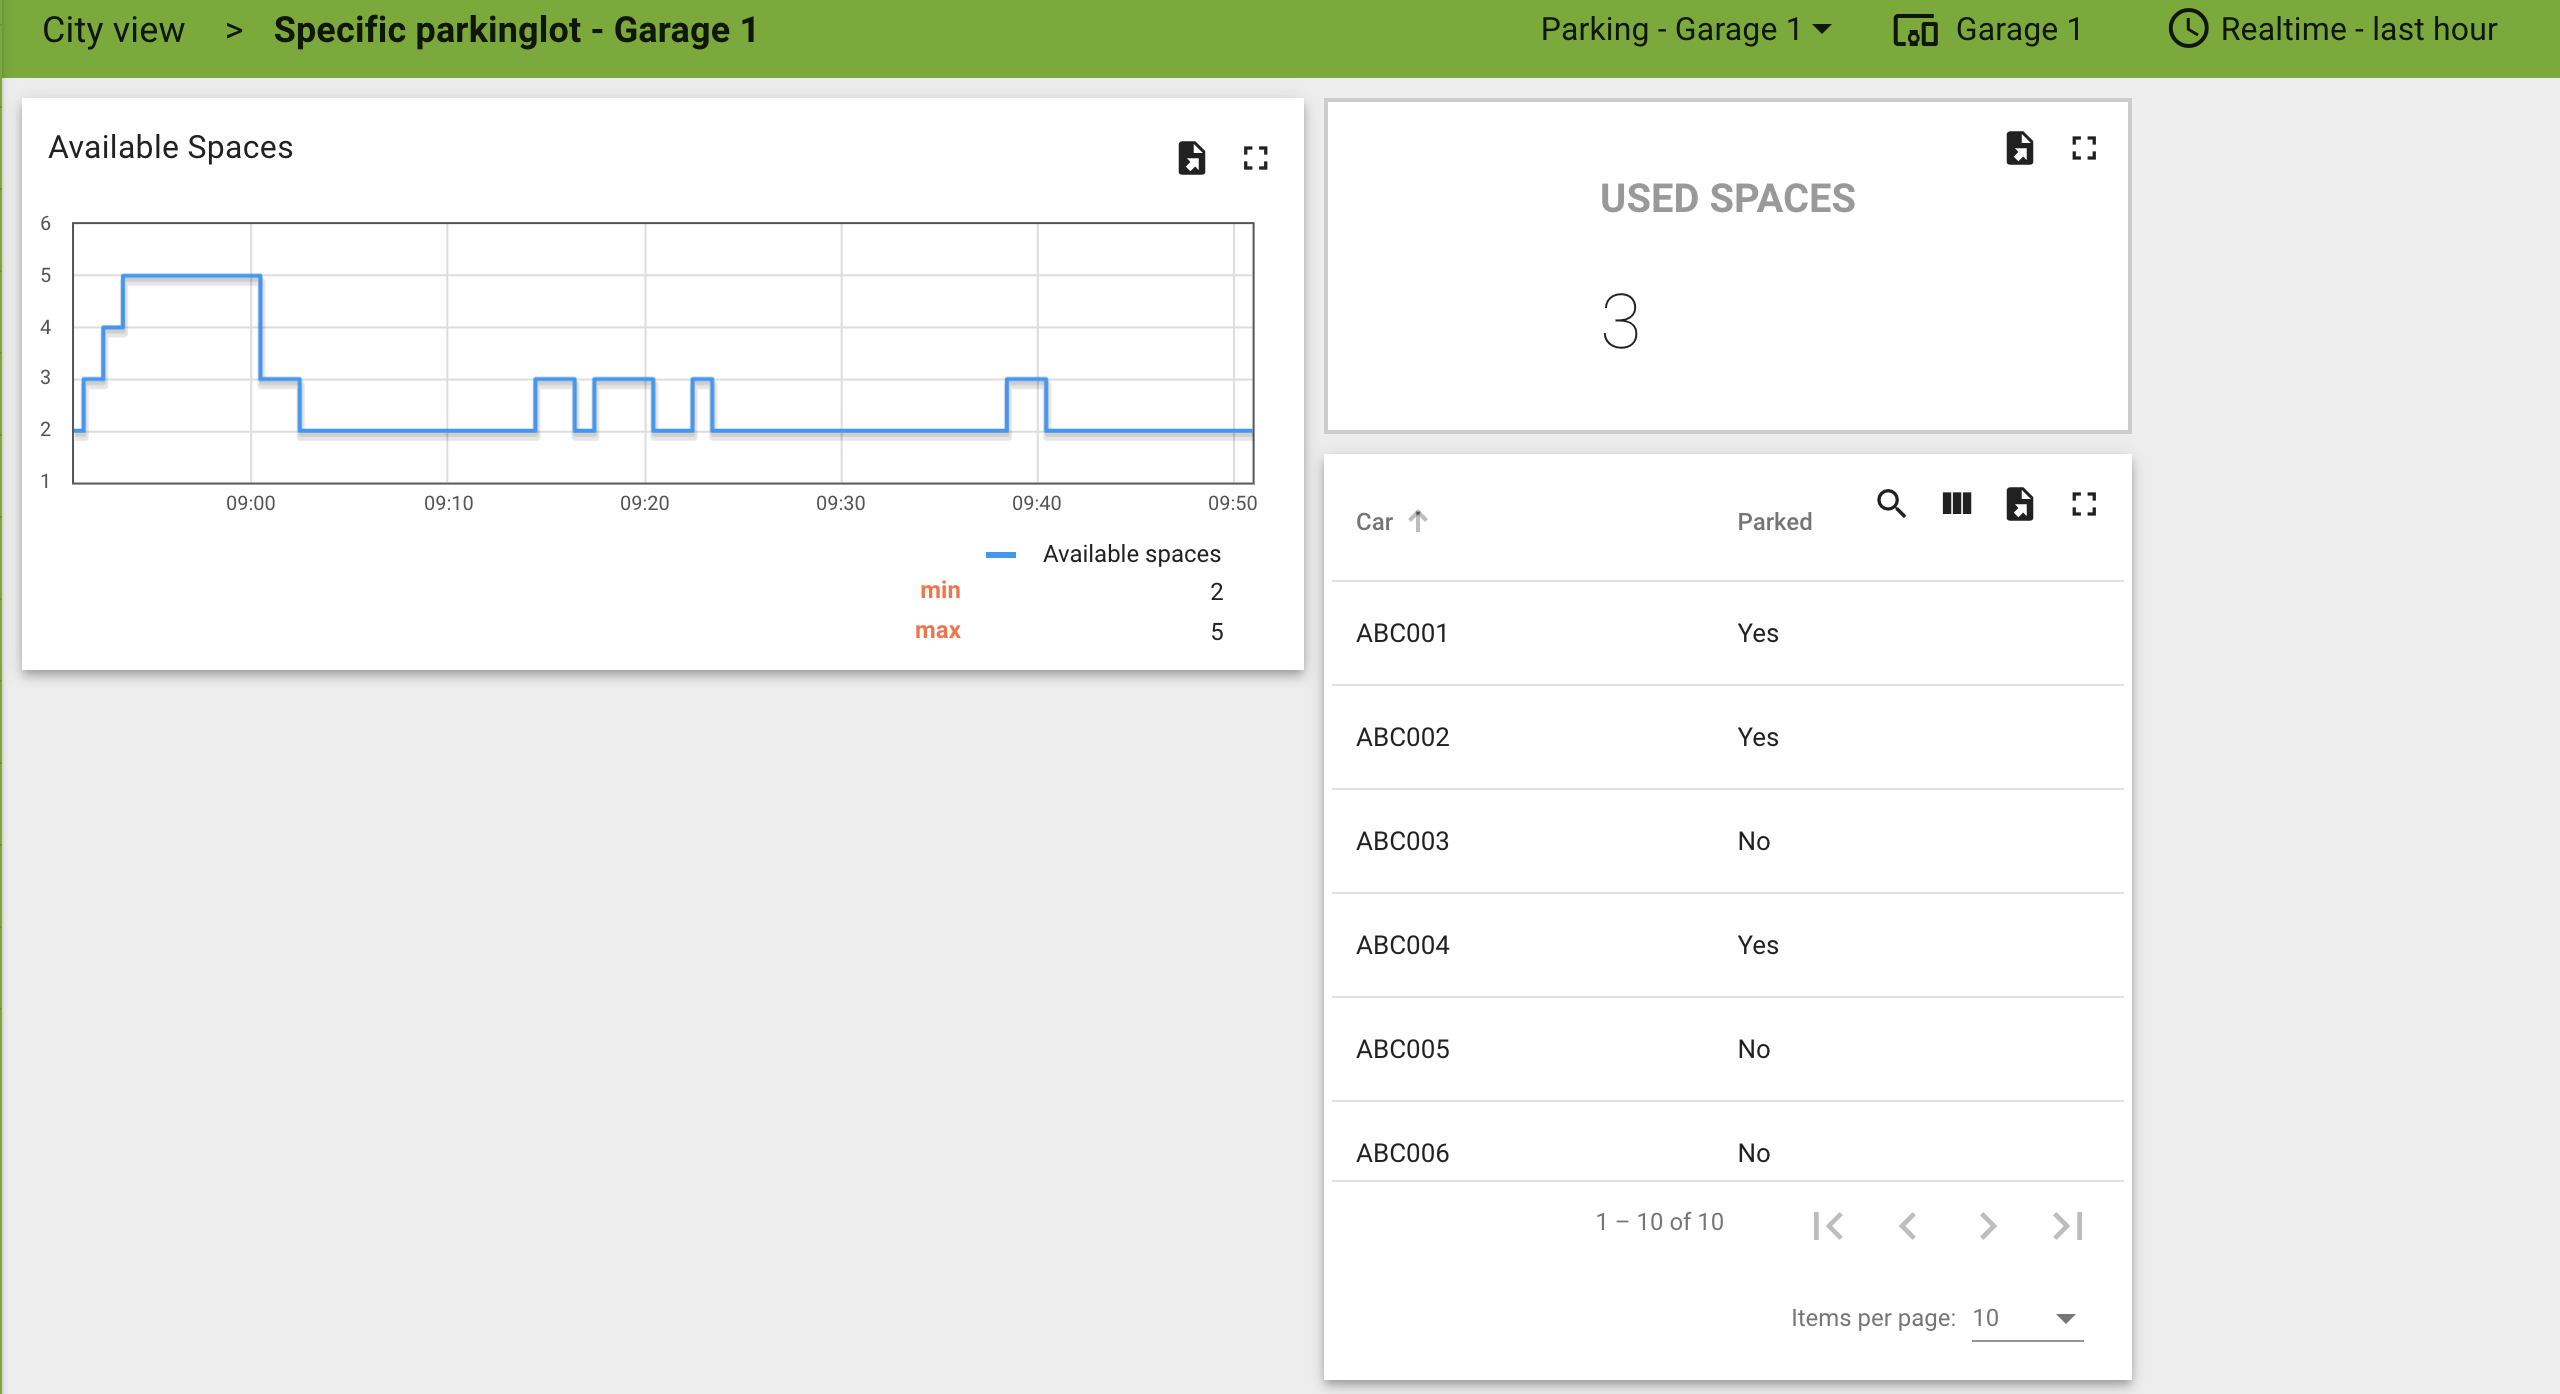 City view > Specific parkinglot - Garage 1
Parking - Garage 1
Garage 1
Realtime - last hour
Available Spaces
6
5
4
3
2
1
09:00 09:10 09:20 09:30 09:40 09:50
Available spaces
min 2
max 5
USED SPACES
3
Car Parked
ABC001 Yes
ABC002 Yes
ABC003 No
ABC004 Yes
ABC005 No
ABC006 No
1 – 10 of 10
Items per page: 10